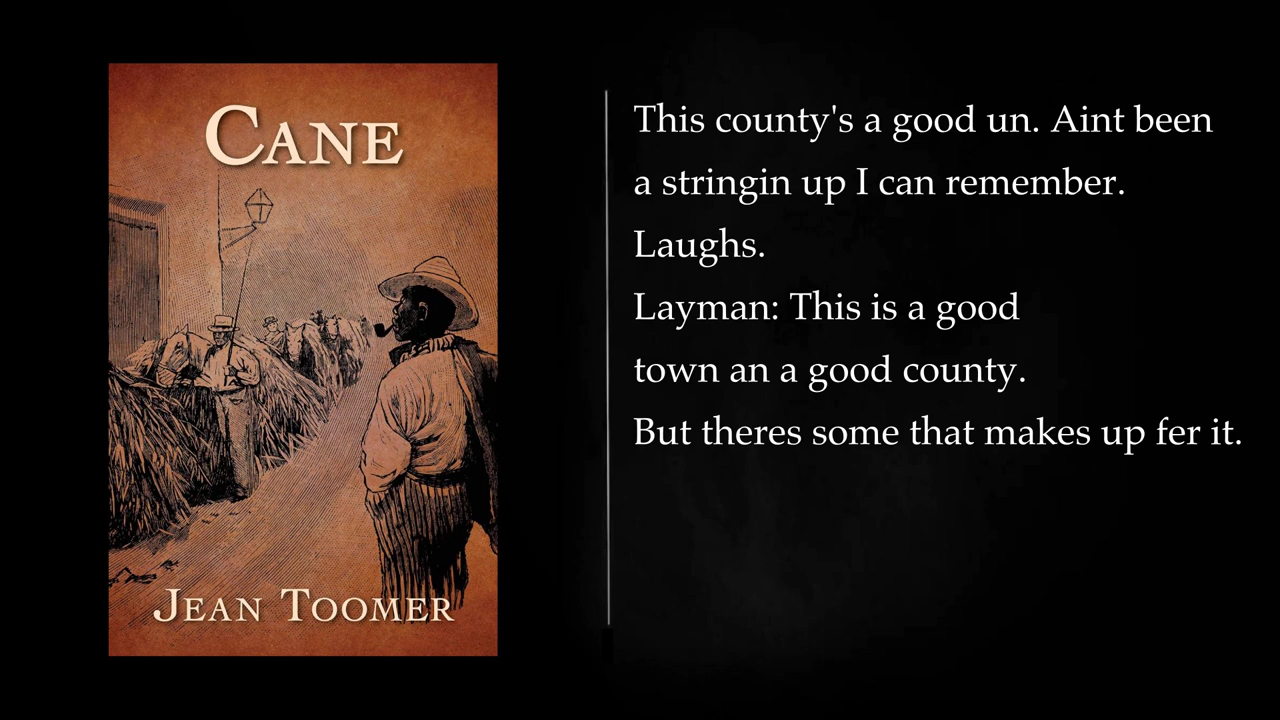 CANE
JEAN TOOMER
This county's a good un. Aint been
a stringin up I can remember.
Laughs.
Layman: This is a good
town an a good county.
But theres some that makes up fer it.